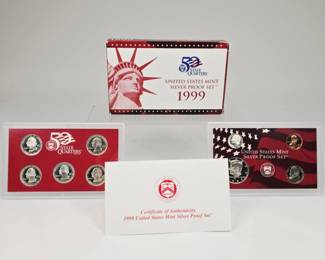 50
STATE
QUARTERS
UNITED STATES MINT
SILVER PROOF SET
1999
50
STATE
QUARTERS
UNITED STATES MINT
SILVER PROOF SET
Certificate of Authenticity
1999 United States Mint Silver Proof Set